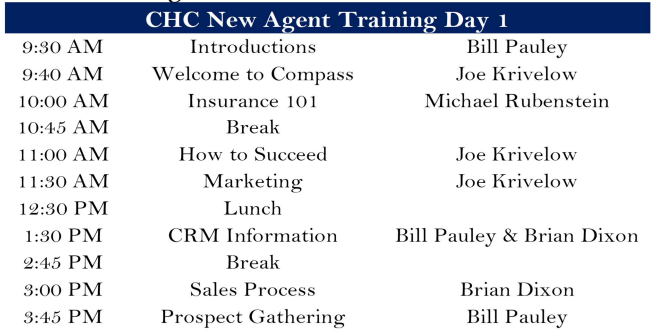 CHC New Agent Training Day 1
9:30 AM Introductions Bill Pauley
9:40 AM Welcome to Compass Joe Krivelow
10:00 AM Insurance 101 Michael Rubenstein
10:45 AM Break
11:00 AM How to Succeed Joe Krivelow
11:30 AM Marketing Joe Krivelow
12:30 PM Lunch
1:30 PM CRM Information Bill Pauley & Brian Dixon
2:45 PM Break
3:00 PM Sales Process Brian Dixon
3:45 PM Prospect Gathering Bill Pauley